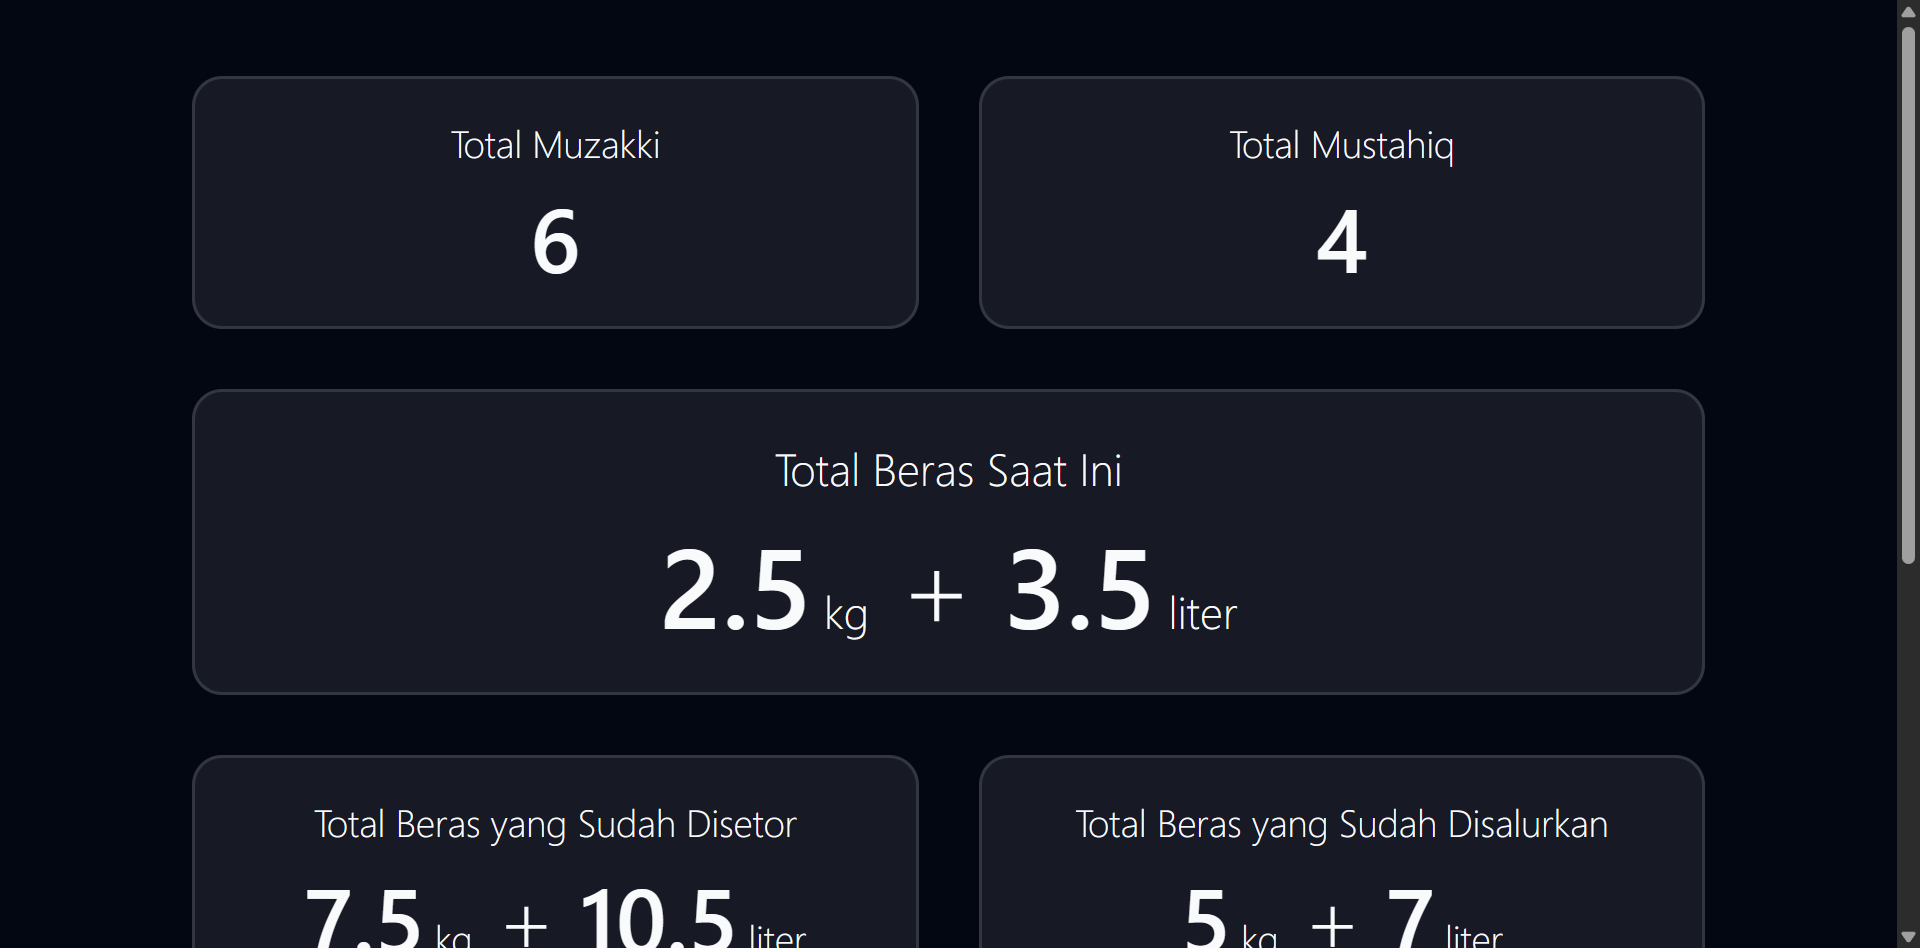 Total Muzakki
6
Total Mustahiq
4
Total Beras Saat Ini
2.5 kg + 3.5 liter
Total Beras yang Sudah Disetor
7.5 kg + 10.5 liter
Total Beras yang Sudah Disalurkan
5 kg + 7 liter